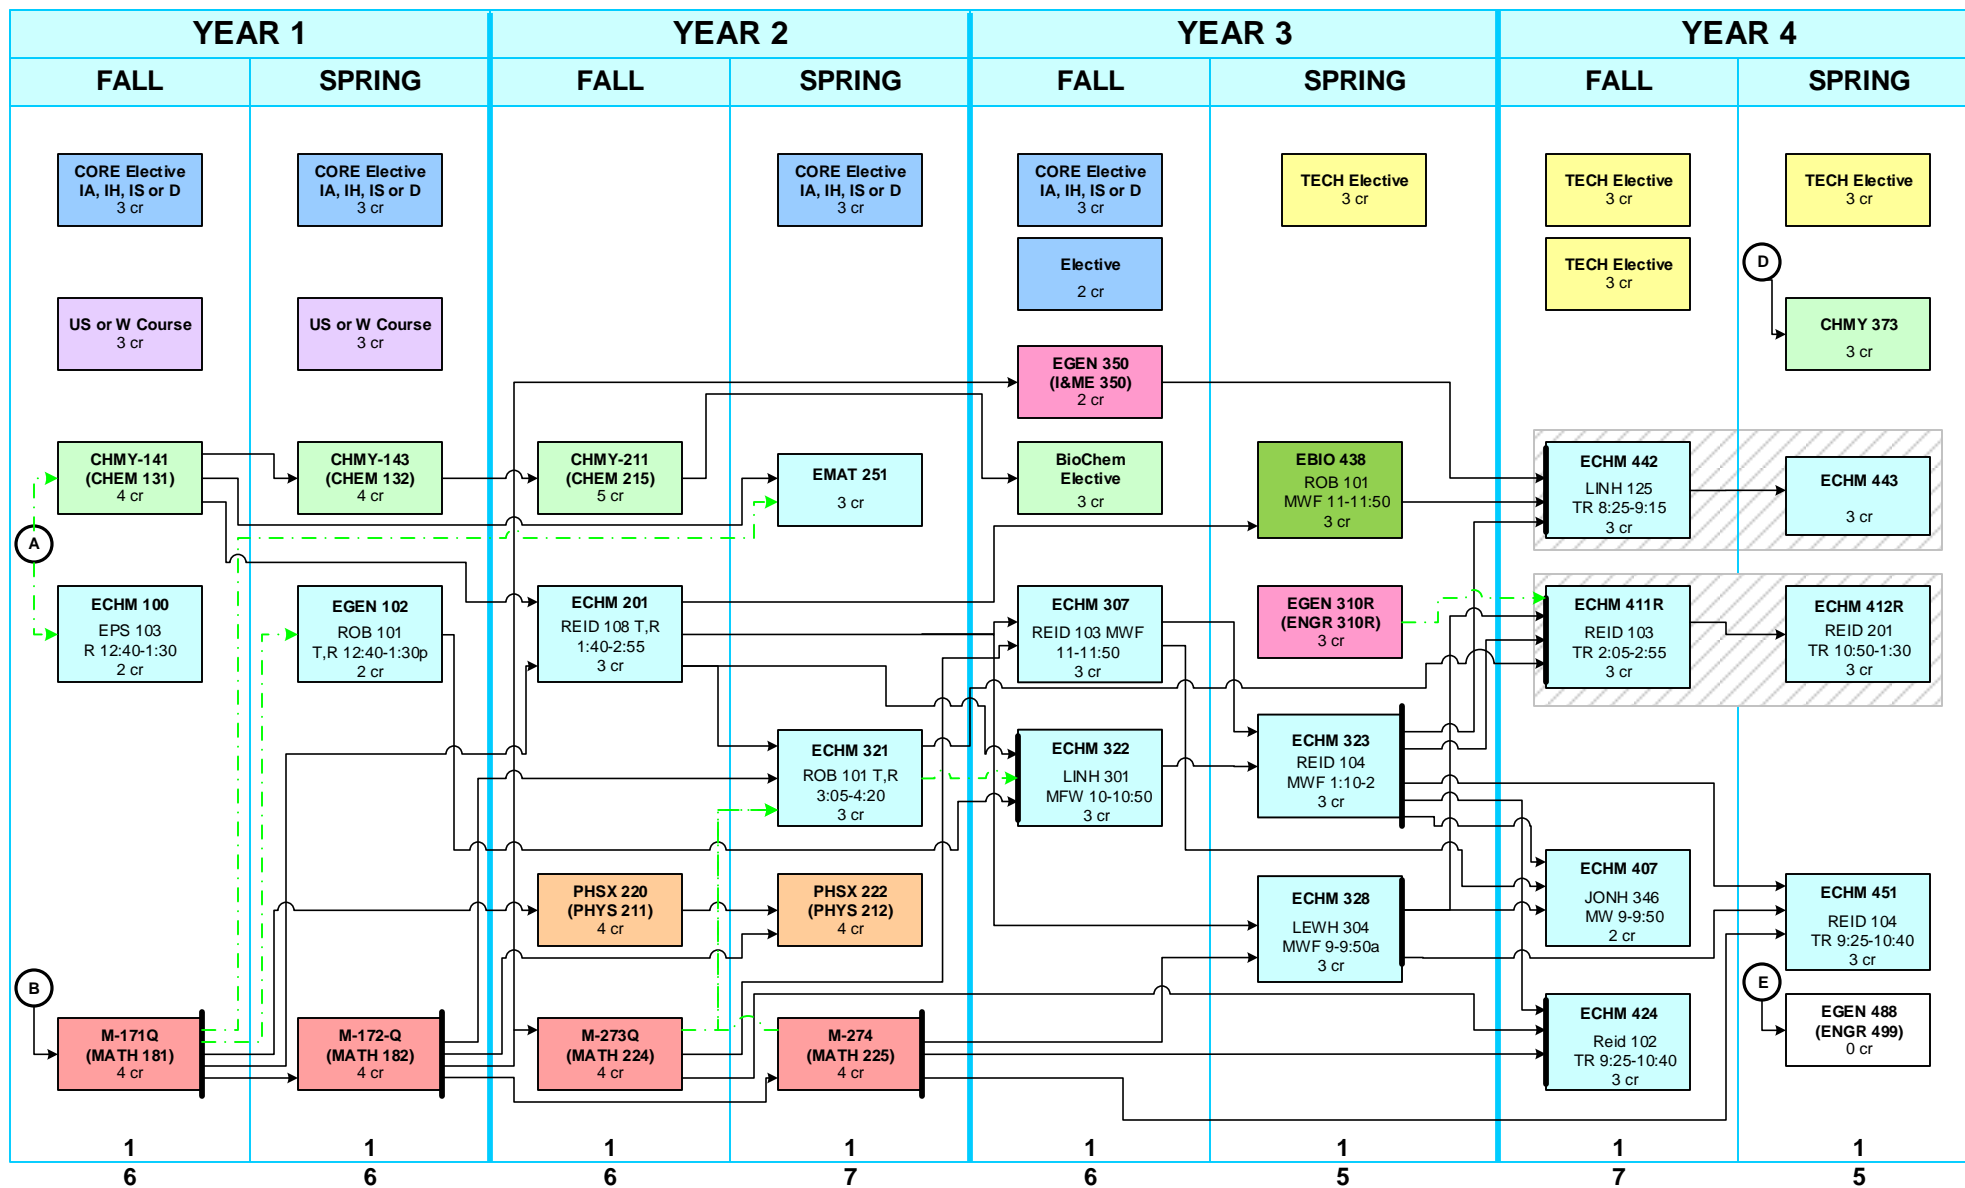 YEAR 1
YEAR 2
YEAR 3
YEAR 4
FALL
SPRING
FALL
SPRING
FALL
SPRING
FALL
SPRING
CORE Elective
IA, IH, IS or D
3 cr
US or W Course
3 cr
CHMY-141
(CHEM 131)
4 cr
A
ECHM 100
EPS 103
R 12:40-1:30
2 cr
B
M-171Q
(MATH 181)
4 cr
1
6
CORE Elective
IA, IH, IS or D
3 cr
US or W Course
3 cr
CHMY-143
(CHEM 132)
4 cr
EGEN 102
ROB 101
T,R 12:40-1:30p
2 cr
M-172-Q
(MATH 182)
4 cr
1
6
CHMY-211
(CHEM 215)
5 cr
ECHM 201
REID 108 T,R
1:40-2:55
3 cr
PHSX 220
(PHYS 211)
4 cr
M-273Q
(MATH 224)
4 cr
1
6
CORE Elective
IA, IH, IS or D
3 cr
EMAT 251
3 cr
ECHM 321
ROB 101 T,R
3:05-4:20
3 cr
PHSX 222
(PHYS 212)
4 cr
M-274
(MATH 225)
4 cr
1
7
CORE Elective
IA, IH, IS or D
3 cr
Elective
2 cr
EGEN 350
(I&ME 350)
2 cr
BioChem
Elective
3 cr
ECHM 307
REID 103 MWF
11-11:50
3 cr
ECHM 322
LINH 301
MFW 10-10:50
3 cr
1
6
TECH Elective
3 cr
EBIO 438
ROB 101
MWF 11-11:50
3 cr
EGEN 310R
(ENGR 310R)
3 cr
ECHM 323
REID 104
MWF 1:10-2
3 cr
ECHM 328
LEWH 304
MWF 9-9:50a
3 cr
1
5
TECH Elective
3 cr
TECH Elective
3 cr
ECHM 442
LINH 125
TR 8:25-9:15
3 cr
ECHM 411R
REID 103
TR 2:05-2:55
3 cr
ECHM 407
JONH 346
MW 9-9:50
2 cr
ECHM 424
Reid 102
TR 9:25-10:40
3 cr
1
7
TECH Elective
3 cr
D
CHMY 373
3 cr
ECHM 443
3 cr
ECHM 412R
REID 201
TR 10:50-1:30
3 cr
ECHM 451
REID 104
TR 9:25-10:40
3 cr
E
EGEN 488
(ENGR 499)
0 cr
1
5